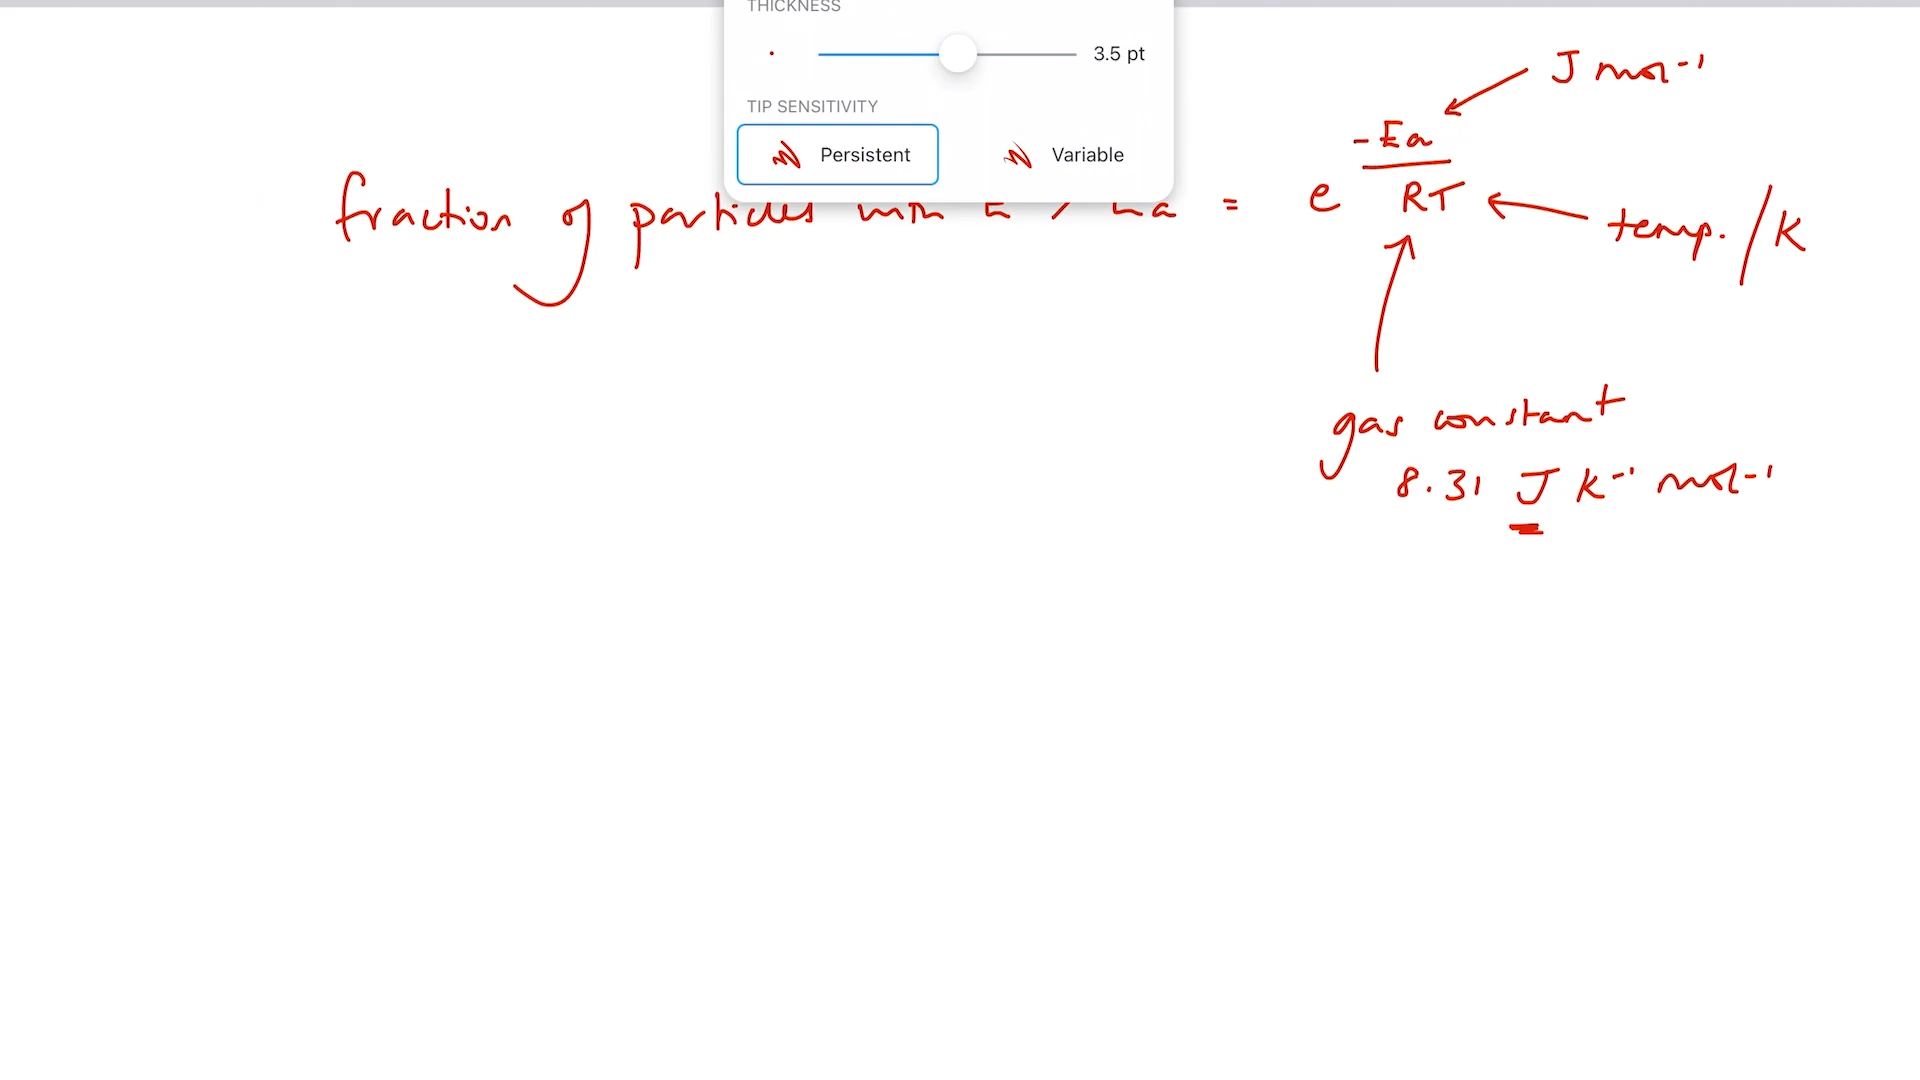 THICKNESS
3.5 pt
TIP SENSITIVITY
Persistent Variable
J mol⁻¹
-Ea
fraction of particles with = e RT
temp. / K
gas constant
8.31 J K⁻¹ mol⁻¹